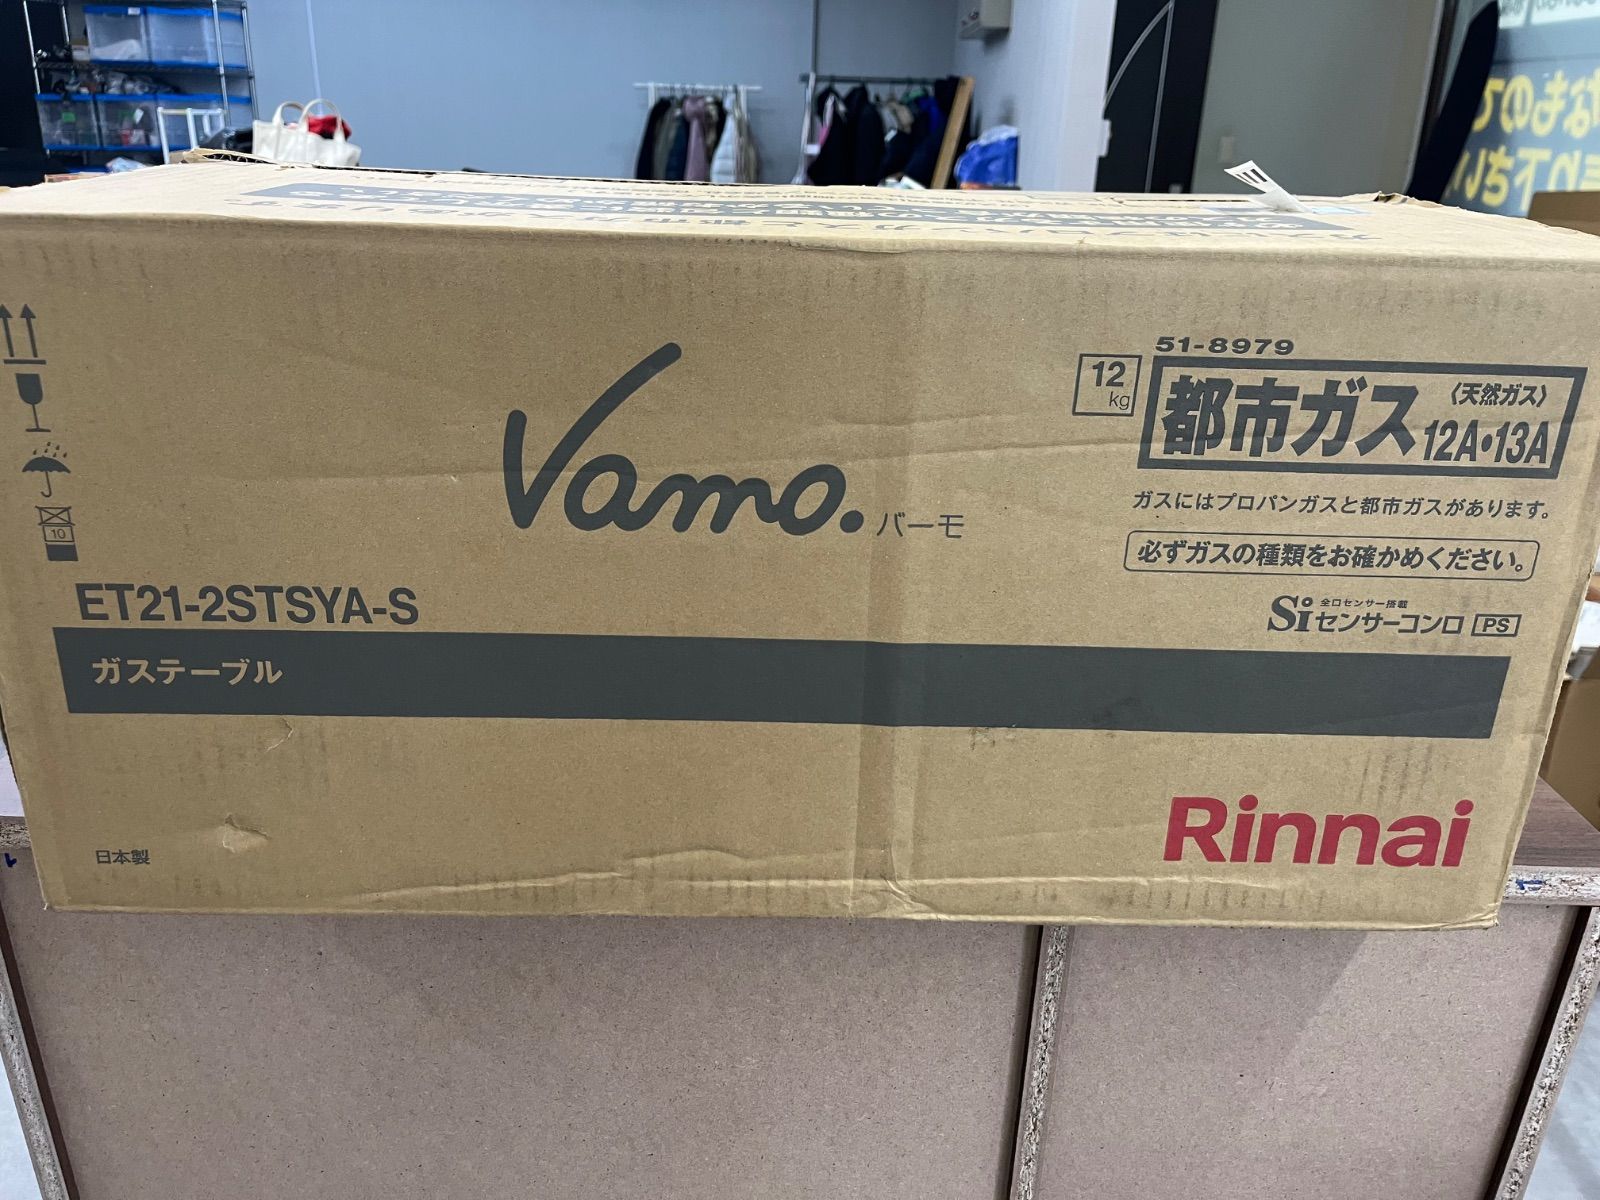 51-8979
12
kg
都市ガス
〈天然ガス〉
12A・13A
Vamo.
バーモ
ガスにはプロパンガスと都市ガスがあります。
必ずガスの種類をお確かめください。
10
ET21-2STSYA-S
全口センサー搭載
Siセンサーコンロ
PS
ガステーブル
Rinnai
日本製